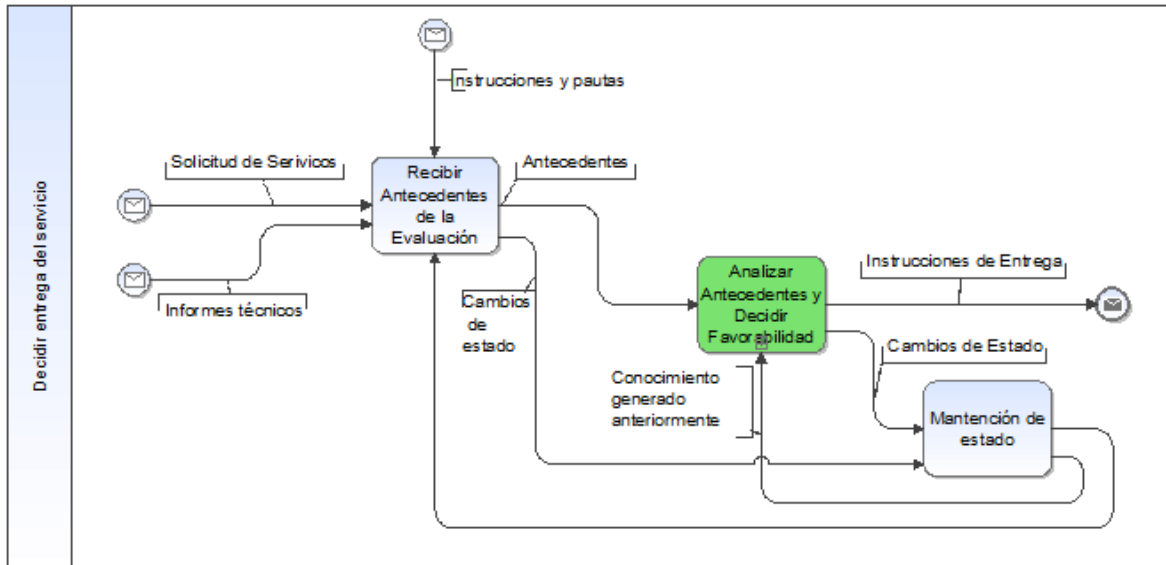 Decidir entrega del servicio
nstrucciones y pautas
Solicitud de Serivicos
Recibir
Antecedentes
de la
Evaluación
Antecedentes
Informes técnicos
Cambios
de
estado
Analizar
Antecedentes y
Decidir
Favorabilidad
Instrucciones de Entrega
Cambios de Estado
Conocimiento
generado
anteriormente
Mantención de
estado